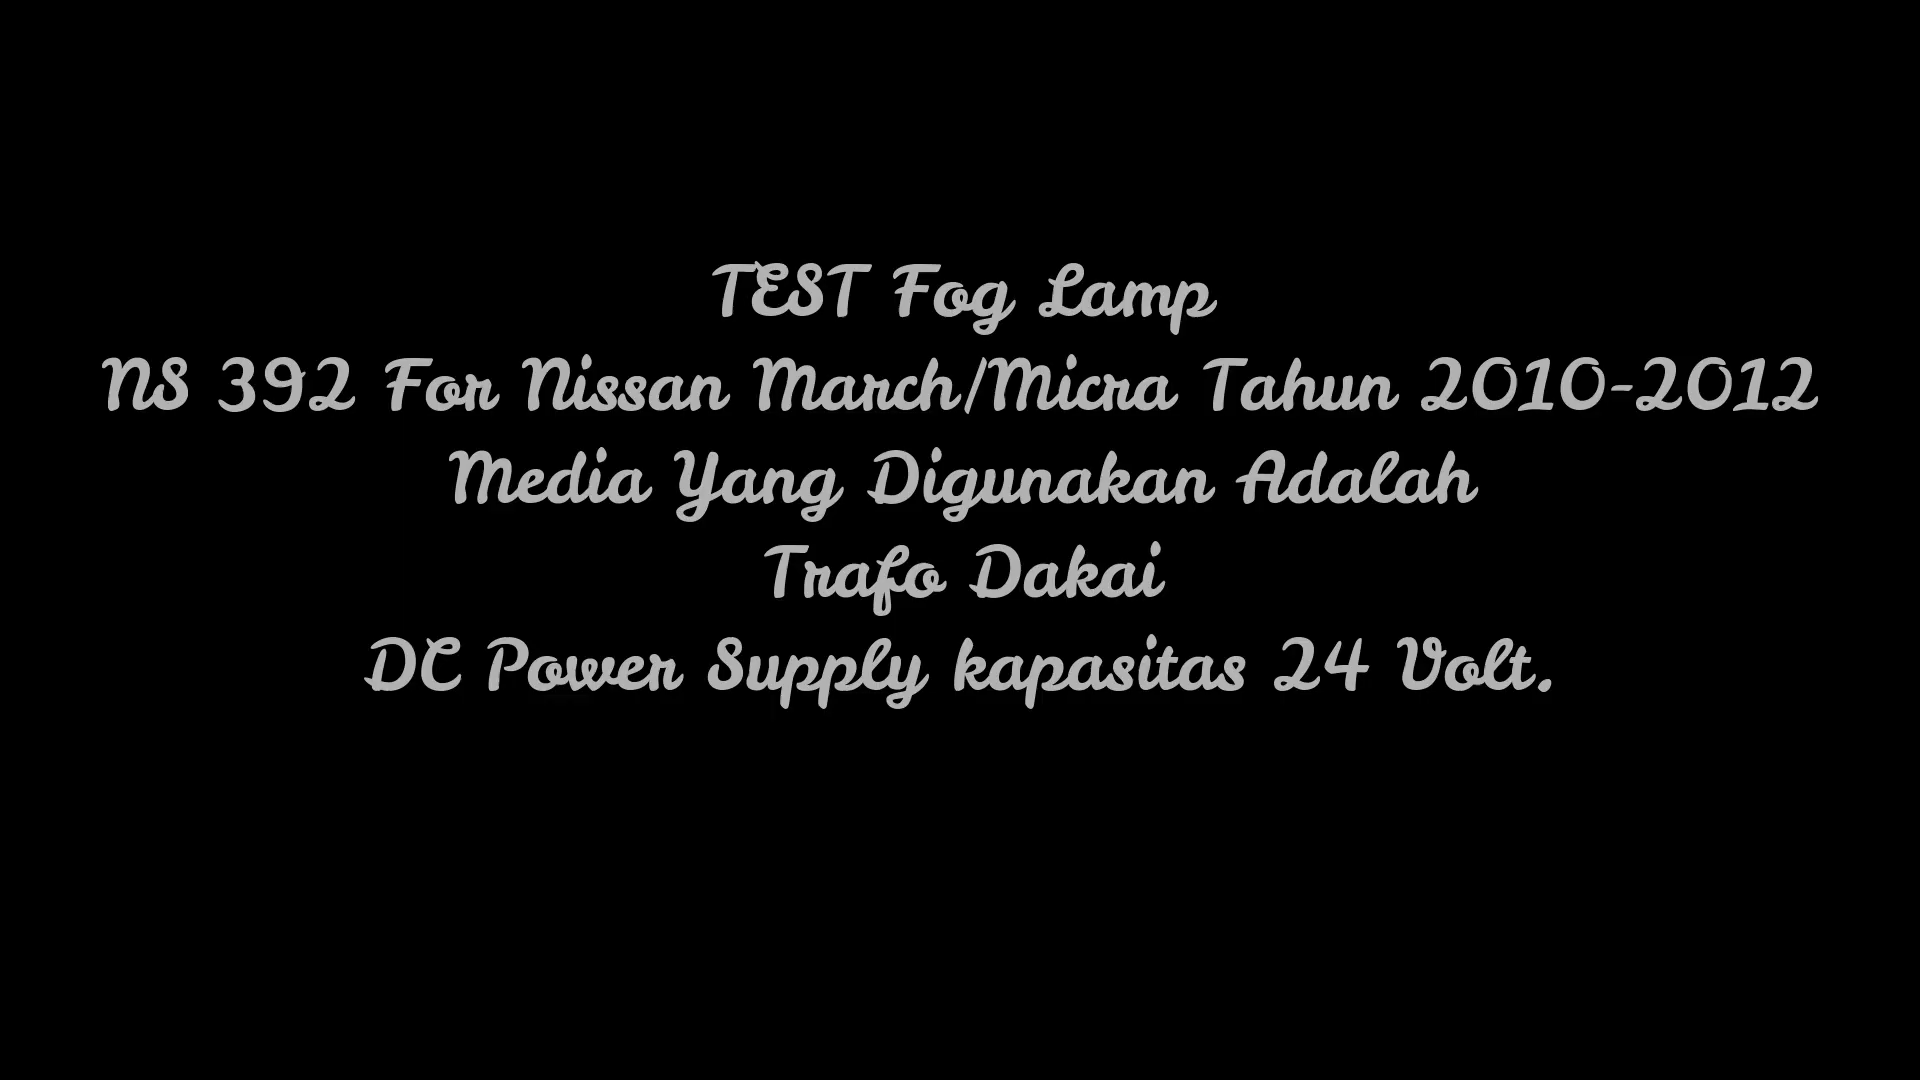 TEST Fog Lamp
NS 392 For Nissan March/Micra Tahun 2010-2012
Media Yang Digunakan Adalah
Trafo Dakai
DC Power Supply kapasitas 24 Volt.